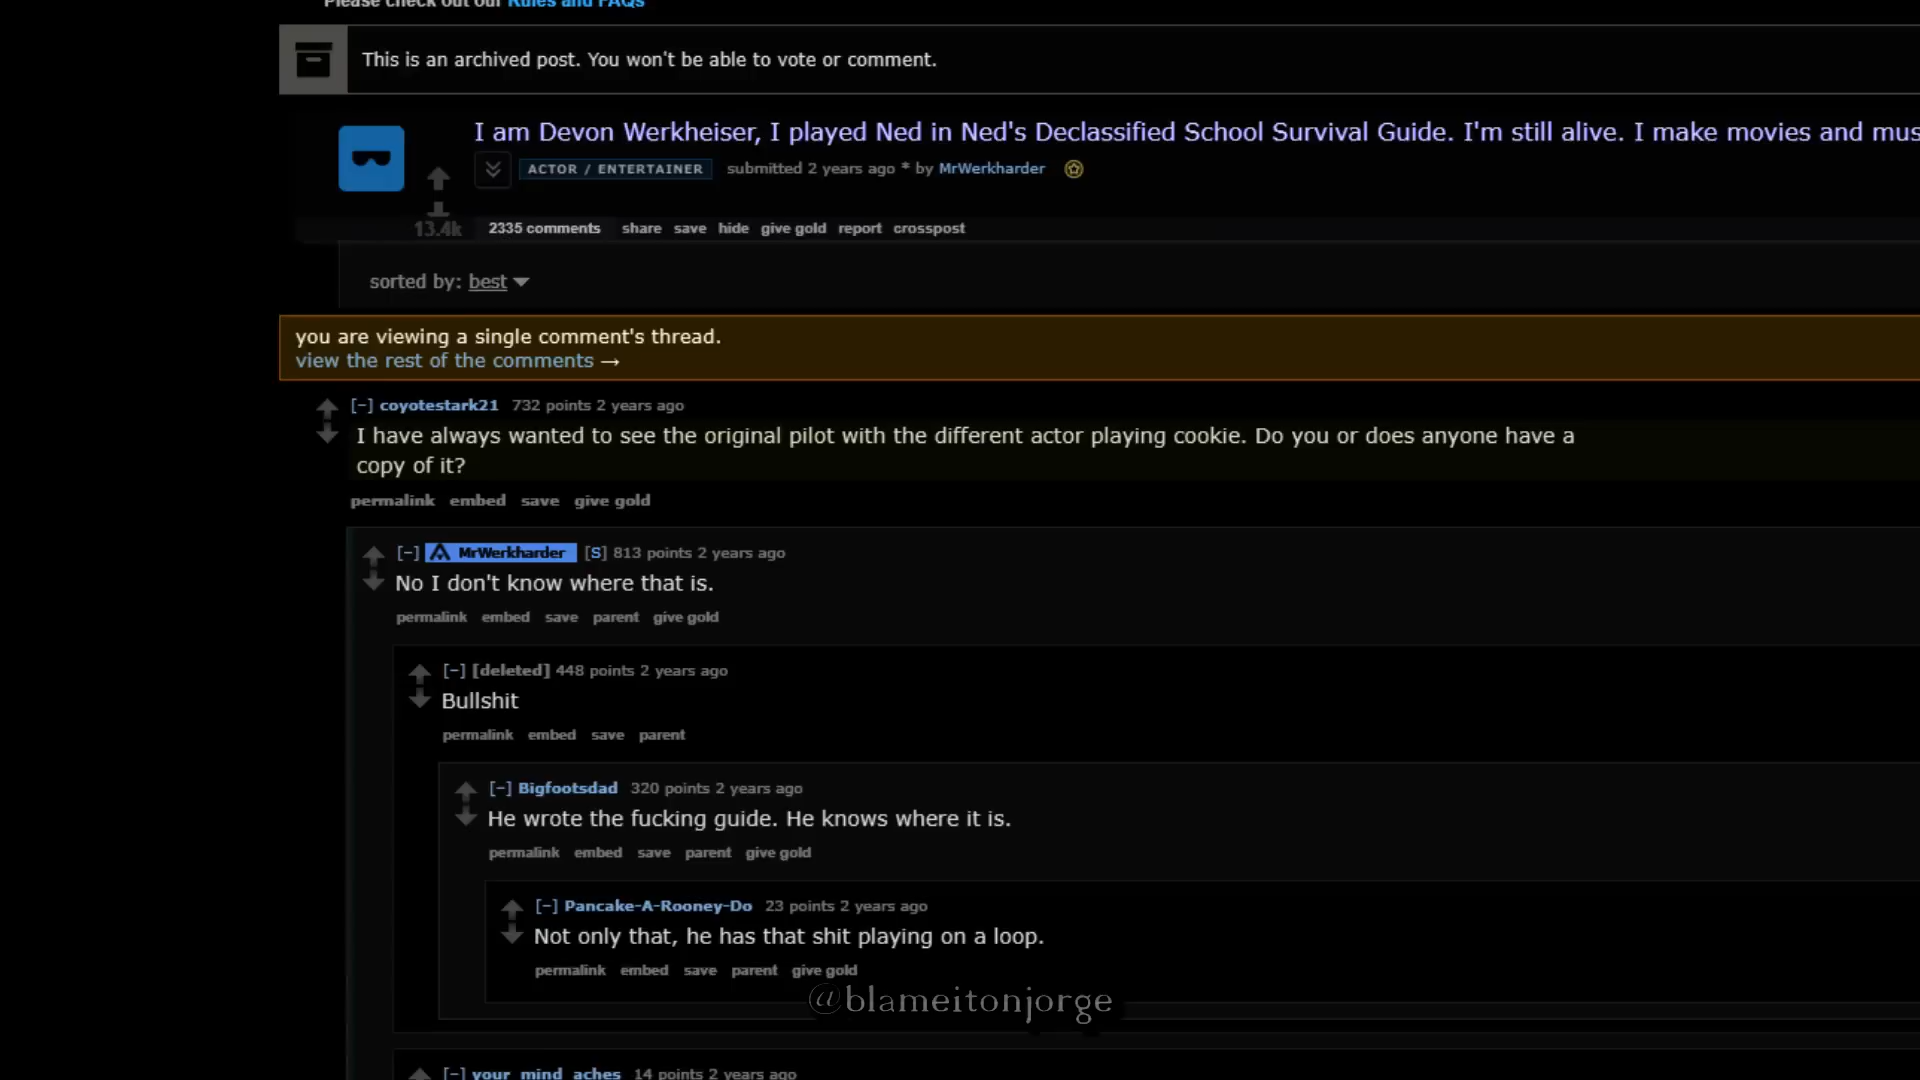 Please check out our Rules and FAQs
This is an archived post. You won't be able to vote or comment.
I am Devon Werkheiser, I played Ned in Ned's Declassified School Survival Guide. I'm still alive. I make movies and mus
ACTOR / ENTERTAINER submitted 2 years ago * by MrWerkharder
13.4k 2335 comments share save hide give gold report crosspost
sorted by: best
you are viewing a single comment's thread.
view the rest of the comments →
[–] coyotestark21 732 points 2 years ago
I have always wanted to see the original pilot with the different actor playing cookie. Do you or does anyone have a
copy of it?
permalink embed save give gold
[–] MrWerkharder [S] 813 points 2 years ago
No I don't know where that is.
permalink embed save parent give gold
[–] [deleted] 448 points 2 years ago
Bullshit
permalink embed save parent
[–] Bigfootsdad 320 points 2 years ago
He wrote the fucking guide. He knows where it is.
permalink embed save parent give gold
[–] Pancake-A-Rooney-Do 23 points 2 years ago
Not only that, he has that shit playing on a loop.
permalink embed save parent give gold
@blameitonjorge
[–] your_mind_aches 14 points 2 years ago